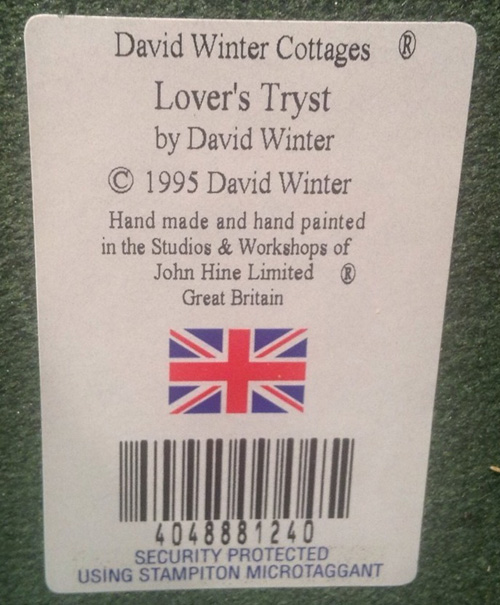 David Winter Cottages ®
Lover's Tryst
by David Winter
© 1995 David Winter
Hand made and hand painted
in the Studios & Workshops of
John Hine Limited ®
Great Britain
4048881240
SECURITY PROTECTED
USING STAMPITON MICROTAGGANT